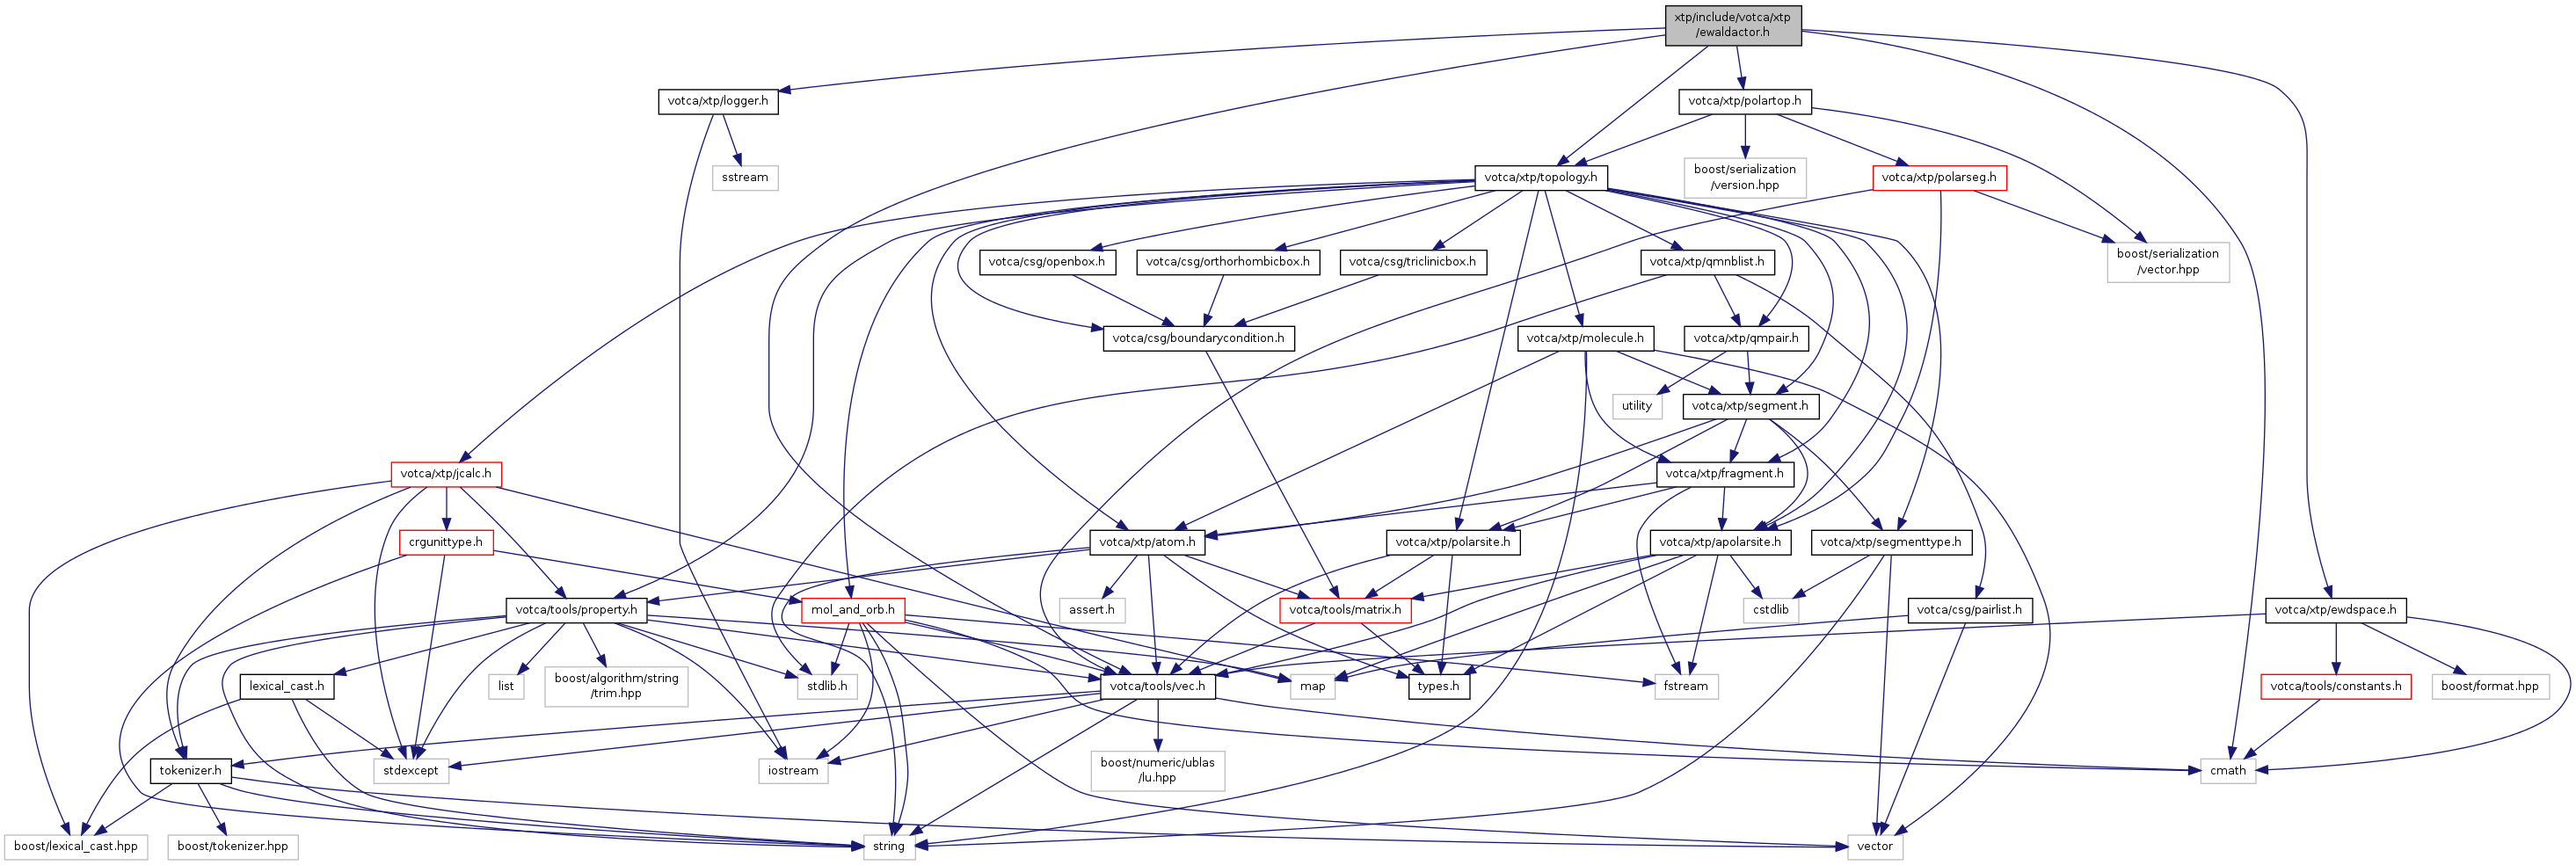 xtp/include/votca/xtp
/ewaldactor.h
votca/xtp/logger.h
votca/xtp/polartop.h
sstream
votca/xtp/topology.h
boost/serialization
/version.hpp
votca/xtp/polarseg.h
votca/csg/openbox.h
votca/csg/orthorhombicbox.h
votca/csg/triclinicbox.h
votca/xtp/qmnblist.h
boost/serialization
/vector.hpp
votca/csg/boundarycondition.h
votca/xtp/molecule.h
votca/xtp/qmpair.h
utility
votca/xtp/segment.h
votca/xtp/jcalc.h
votca/xtp/fragment.h
crgunittype.h
votca/xtp/atom.h
votca/xtp/polarsite.h
votca/xtp/apolarsite.h
votca/xtp/segmenttype.h
votca/tools/property.h
mol_and_orb.h
assert.h
votca/tools/matrix.h
cstdlib
votca/csg/pairlist.h
votca/xtp/ewdspace.h
lexical_cast.h
list
boost/algorithm/string
/trim.hpp
stdlib.h
votca/tools/vec.h
map
types.h
fstream
votca/tools/constants.h
boost/format.hpp
tokenizer.h
stdexcept
iostream
boost/numeric/ublas
/lu.hpp
cmath
boost/lexical_cast.hpp
boost/tokenizer.hpp
string
vector